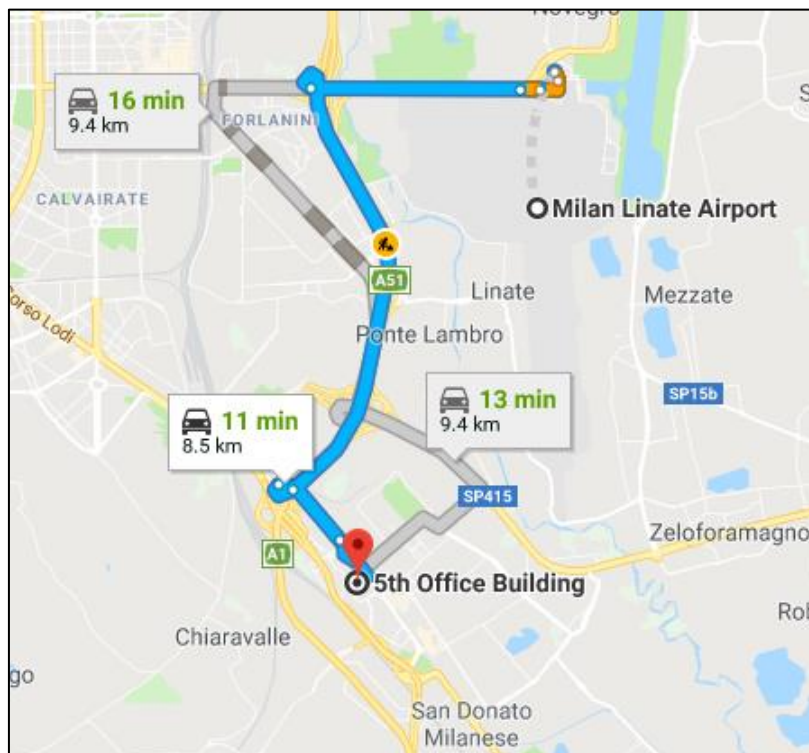 Novegro
16 min
9.4 km
FORLANINI
CALVAIRATE
Milan Linate Airport
A51
Linate
Mezzate
Corso Lodi
Ponte Lambro
13 min
9.4 km
SP15b
11 min
8.5 km
SP415
Zeloforamagno
A1
5th Office Building
Chiaravalle
San Donato
Milanese